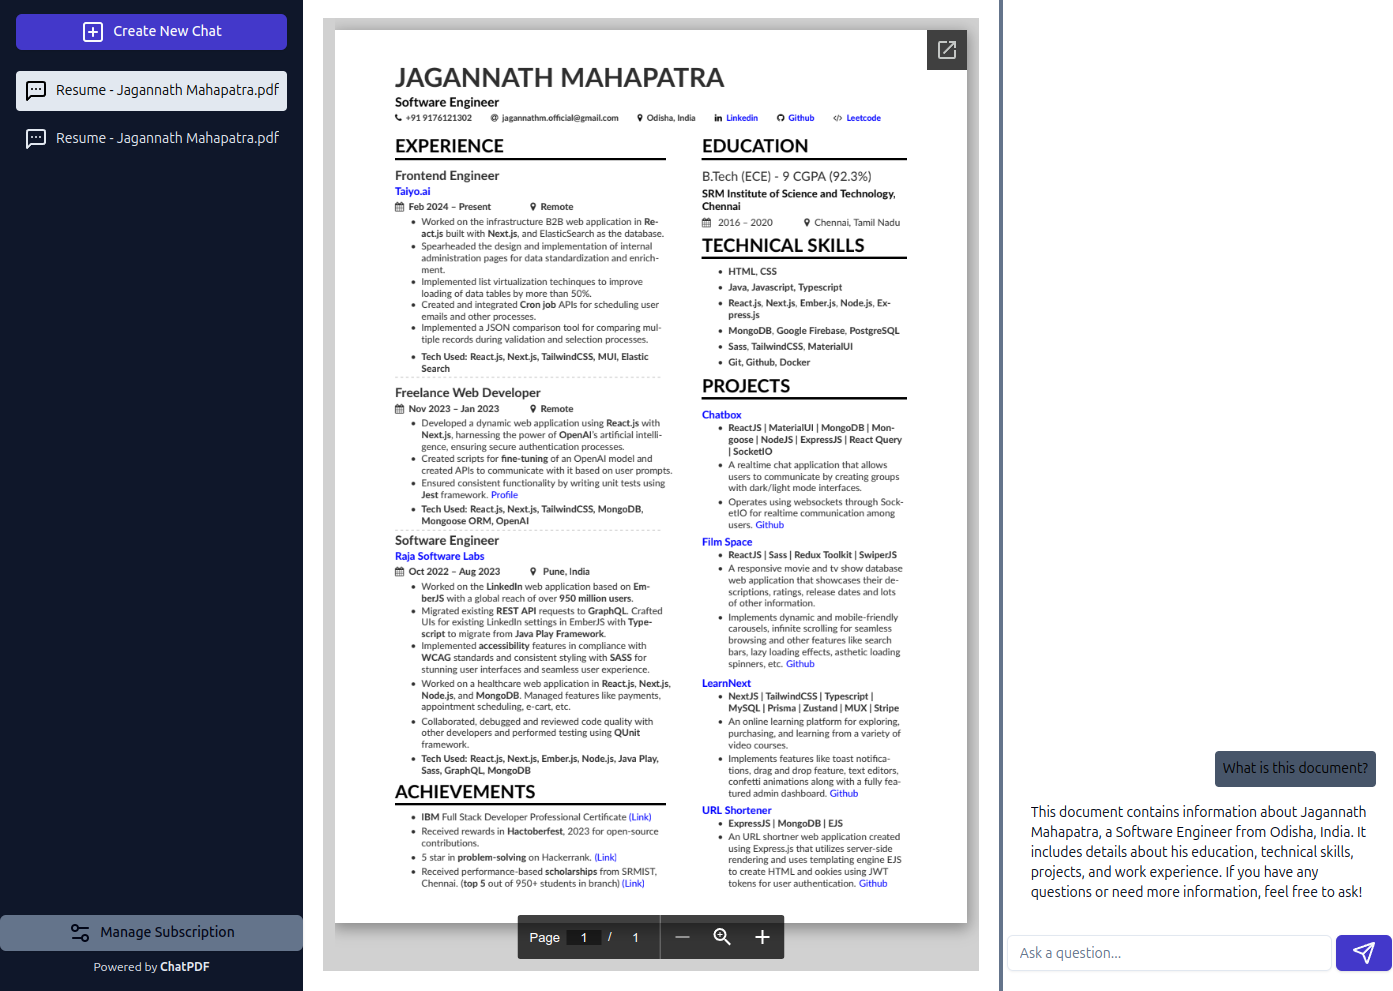 Create New Chat
Resume - Jagannath Mahapatra.pdf
Resume - Jagannath Mahapatra.pdf
Manage Subscription
Powered by ChatPDF
JAGANNATH MAHAPATRA
Software Engineer
+91 9176121302 jagannathm.official@gmail.com Odisha, India Linkedin Github Leetcode
EXPERIENCE
Frontend Engineer
Taiyo.ai
Feb 2024 – Present Remote
• Worked on the infrastructure B2B web application in Re-
act.js built with Next.js, and ElasticSearch as the database.
• Spearheaded the design and implementation of internal
administration pages for data standardization and enrich-
ment.
• Implemented list virtualization techinques to improve
loading of data tables by more than 50%.
• Created and integrated Cron job APIs for scheduling user
emails and other processes.
• Implemented a JSON comparison tool for comparing mul-
tiple records during validation and selection processes.
• Tech Used: React.js, Next.js, TailwindCSS, MUI, Elastic
Search
Freelance Web Developer
Nov 2023 – Jan 2023 Remote
• Developed a dynamic web application using React.js with
Next.js, harnessing the power of OpenAI's artificial intelli-
gence, ensuring secure authentication processes.
• Created scripts for fine-tuning of an OpenAI model and
created APIs to communicate with it based on user prompts.
• Ensured consistent functionality by writing unit tests using
Jest framework. Profile
• Tech Used: React.js, Next.js, TailwindCSS, MongoDB,
Mongoose ORM, OpenAI
Software Engineer
Raja Software Labs
Oct 2022 – Aug 2023 Pune, India
• Worked on the LinkedIn web application based on Em-
berJS with a global reach of over 950 million users.
• Migrated existing REST API requests to GraphQL. Crafted
UIs for existing LinkedIn settings in EmberJS with Type-
script to migrate from Java Play Framework.
• Implemented accessibility features in compliance with
WCAG standards and consistent styling with SASS for
stunning user interfaces and seamless user experience.
• Worked on a healthcare web application in React.js, Next.js,
Node.js, and MongoDB. Managed features like payments,
appointment scheduling, e-cart, etc.
• Collaborated, debugged and reviewed code quality with
other developers and performed testing using QUnit
framework.
• Tech Used: React.js, Next.js, Ember.js, Node.js, Java Play,
Sass, GraphQL, MongoDB
ACHIEVEMENTS
• IBM Full Stack Developer Professional Certificate (Link)
• Received rewards in Hactoberfest, 2023 for open-source
contributions.
• 5 star in problem-solving on Hackerrank. (Link)
• Received performance-based scholarships from SRMIST,
Chennai. (top 5 out of 950+ students in branch) (Link)
EDUCATION
B.Tech (ECE) - 9 CGPA (92.3%)
SRM Institute of Science and Technology,
Chennai
2016 – 2020 Chennai, Tamil Nadu
TECHNICAL SKILLS
• HTML, CSS
• Java, Javascript, Typescript
• React.js, Next.js, Ember.js, Node.js, Ex-
press.js
• MongoDB, Google Firebase, PostgreSQL
• Sass, TailwindCSS, MaterialUI
• Git, Github, Docker
PROJECTS
Chatbox
• ReactJS | MaterialUI | MongoDB | Mon-
goose | NodeJS | ExpressJS | React Query
| SocketIO
• A realtime chat application that allows
users to communicate by creating groups
with dark/light mode interfaces.
• Operates using websockets through Sock-
etIO for realtime communication among
users. Github
Film Space
• ReactJS | Sass | Redux Toolkit | SwiperJS
• A responsive movie and tv show database
web application that showcases their de-
scriptions, ratings, release dates and lots
of other information.
• Implements dynamic and mobile-friendly
carousels, infinite scrolling for seamless
browsing and other features like search
bars, lazy loading effects, asthetic loading
spinners, etc. Github
LearnNext
• NextJS | TailwindCSS | Typescript |
MySQL | Prisma | Zustand | MUX | Stripe
• An online learning platform for exploring,
purchasing, and learning from a variety of
video courses.
• Implements features like toast notifica-
tions, drag and drop feature, text editors,
confetti animations along with a fully fea-
tured admin dashboard. Github
URL Shortener
• ExpressJS | MongoDB | EJS
• An URL shortner web application created
using Express.js that utilizes server-side
rendering and uses templating engine EJS
to create HTML and ookies using JWT
tokens for user authentication. Github
Page 1 / 1
What is this document?
This document contains information about Jagannath
Mahapatra, a Software Engineer from Odisha, India. It
includes details about his education, technical skills,
projects, and work experience. If you have any
questions or need more information, feel free to ask!
Ask a question...